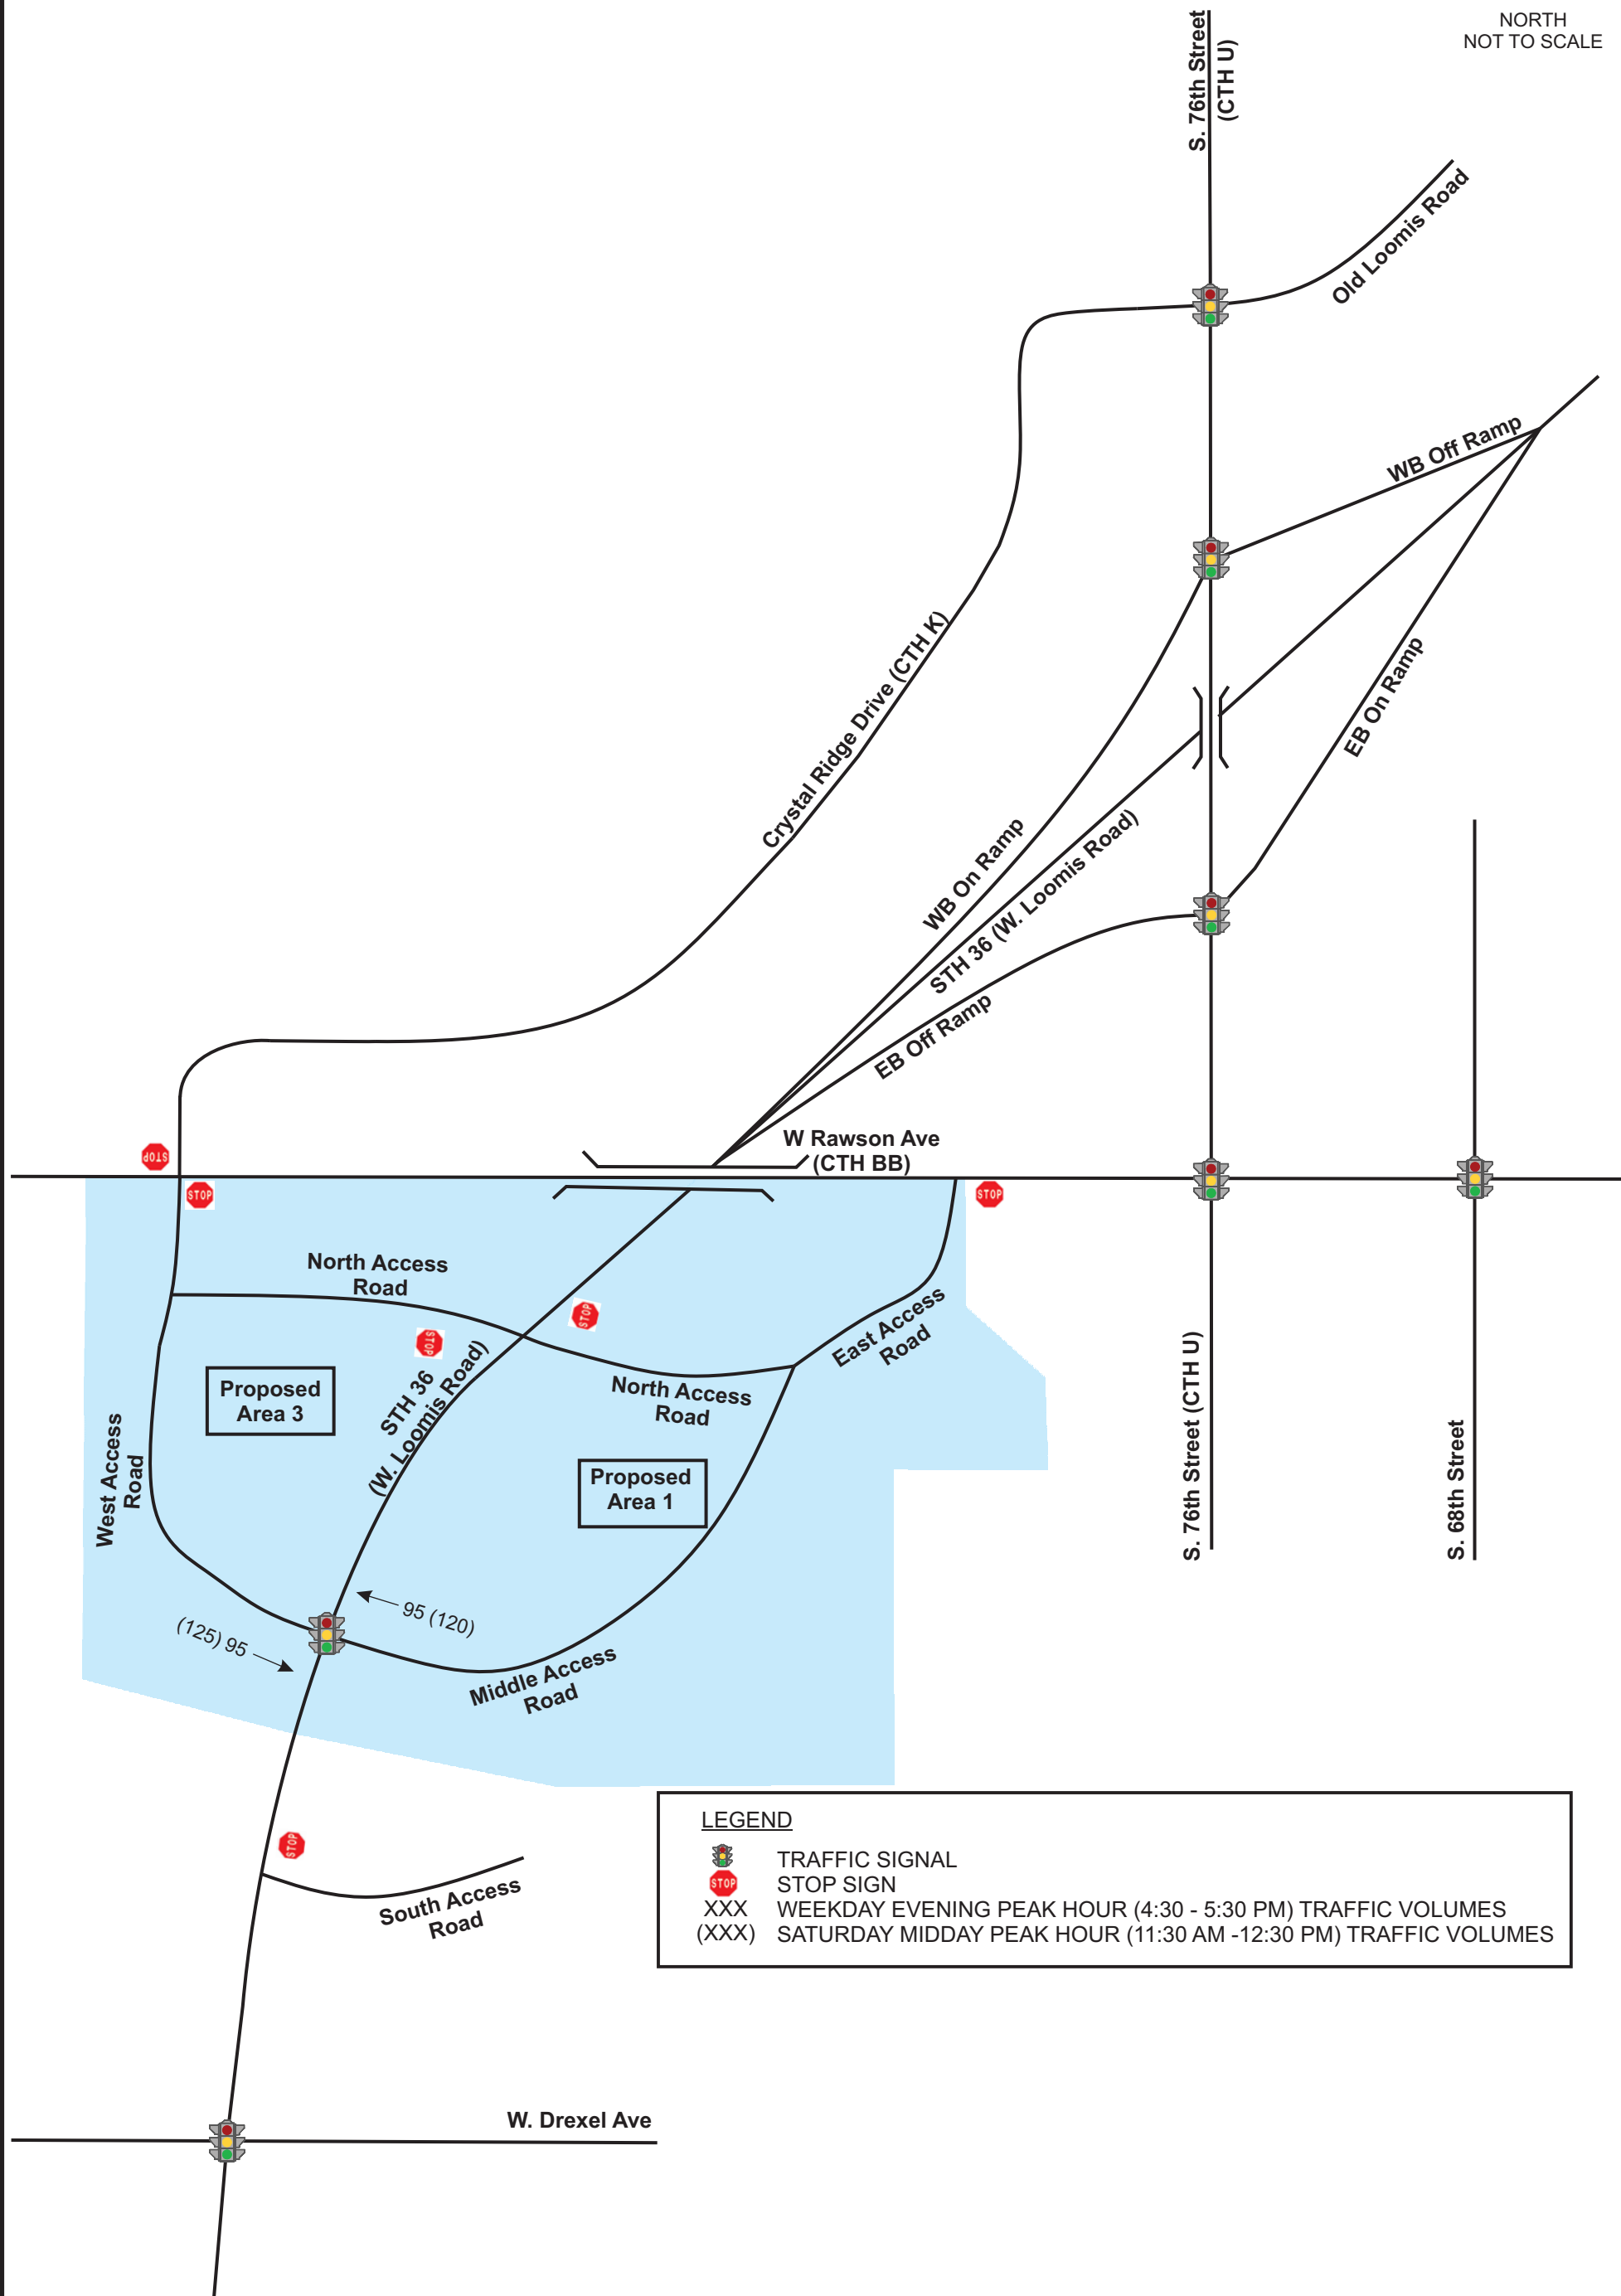 NORTH
NOT TO SCALE
S. 76th Street
(CTH U)
Old Loomis Road
WB Off Ramp
EB On Ramp
Crystal Ridge Drive (CTH K)
WB On Ramp
STH 36 (W. Loomis Road)
EB Off Ramp
W Rawson Ave
(CTH BB)
STOP
STOP
STOP
North Access
Road
STOP
STOP
East Access
Road
STH 36
(W. Loomis Road)
North Access
Road
Proposed
Area 3
Proposed
Area 1
West Access
Road
S. 76th Street (CTH U)
S. 68th Street
95 (120)
(125) 95
Middle Access
Road
STOP
South Access
Road
LEGEND
TRAFFIC SIGNAL
STOP STOP SIGN
XXX WEEKDAY EVENING PEAK HOUR (4:30 - 5:30 PM) TRAFFIC VOLUMES
(XXX) SATURDAY MIDDAY PEAK HOUR (11:30 AM -12:30 PM) TRAFFIC VOLUMES
W. Drexel Ave